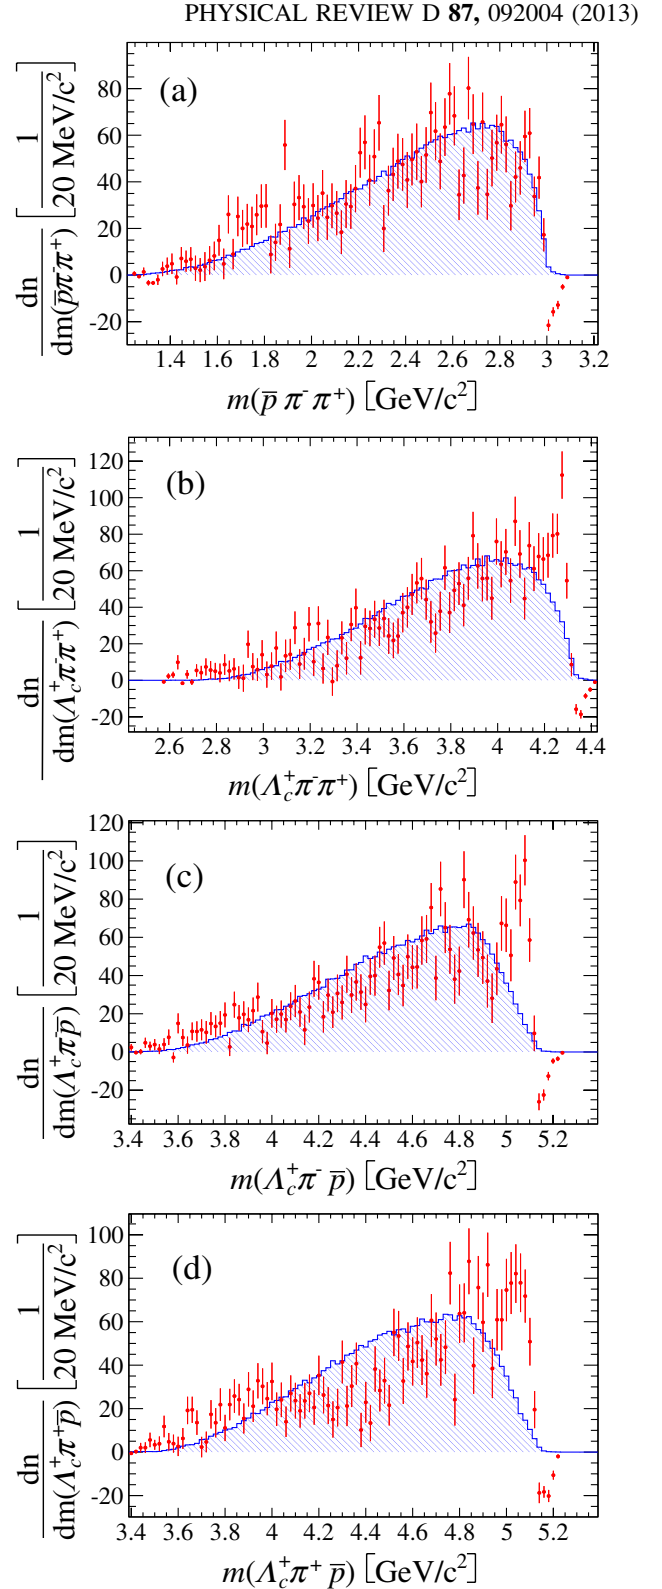 PHYSICAL REVIEW D 87, 092004 (2013)
(a)
dn/dm(p̅π⁻π⁺) [1/20 MeV/c²]
80
60
40
20
0
-20
1.4 1.6 1.8 2 2.2 2.4 2.6 2.8 3 3.2
m(p̅ π⁻π⁺) [GeV/c²]
(b)
dn/dm(Λc⁺π⁻π⁺) [1/20 MeV/c²]
120
100
80
60
40
20
0
-20
2.6 2.8 3 3.2 3.4 3.6 3.8 4 4.2 4.4
m(Λc⁺π⁻π⁺) [GeV/c²]
(c)
dn/dm(Λc⁺π⁻p̅) [1/20 MeV/c²]
120
100
80
60
40
20
0
-20
3.4 3.6 3.8 4 4.2 4.4 4.6 4.8 5 5.2
m(Λc⁺π⁻ p̅) [GeV/c²]
(d)
dn/dm(Λc⁺π⁺p̅) [1/20 MeV/c²]
100
80
60
40
20
0
-20
3.4 3.6 3.8 4 4.2 4.4 4.6 4.8 5 5.2
m(Λc⁺π⁺ p̅) [GeV/c²]